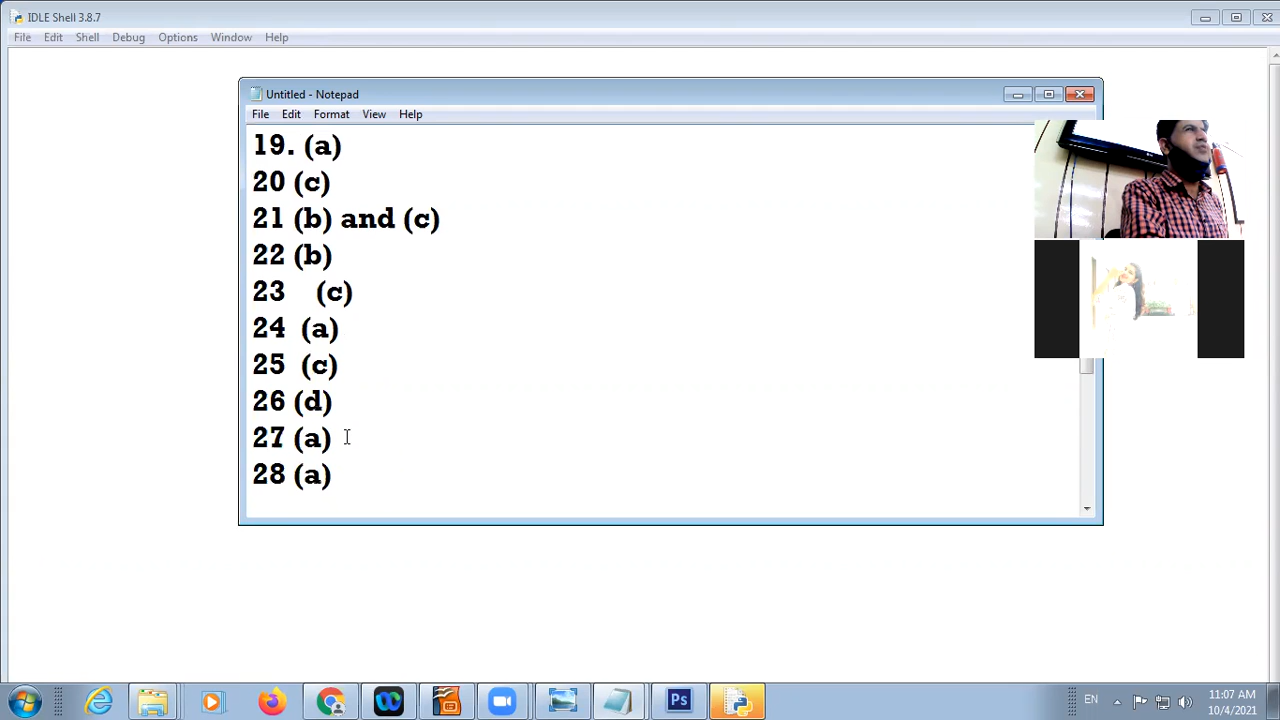 IDLE Shell 3.8.7
File Edit Shell Debug Options Window Help
Untitled - Notepad
File Edit Format View Help
19. (a)
20 (c)
21 (b) and (c)
22 (b)
23 (c)
24 (a)
25 (c)
26 (d)
27 (a)
28 (a)
Ps
EN
11:07 AM
10/4/2021